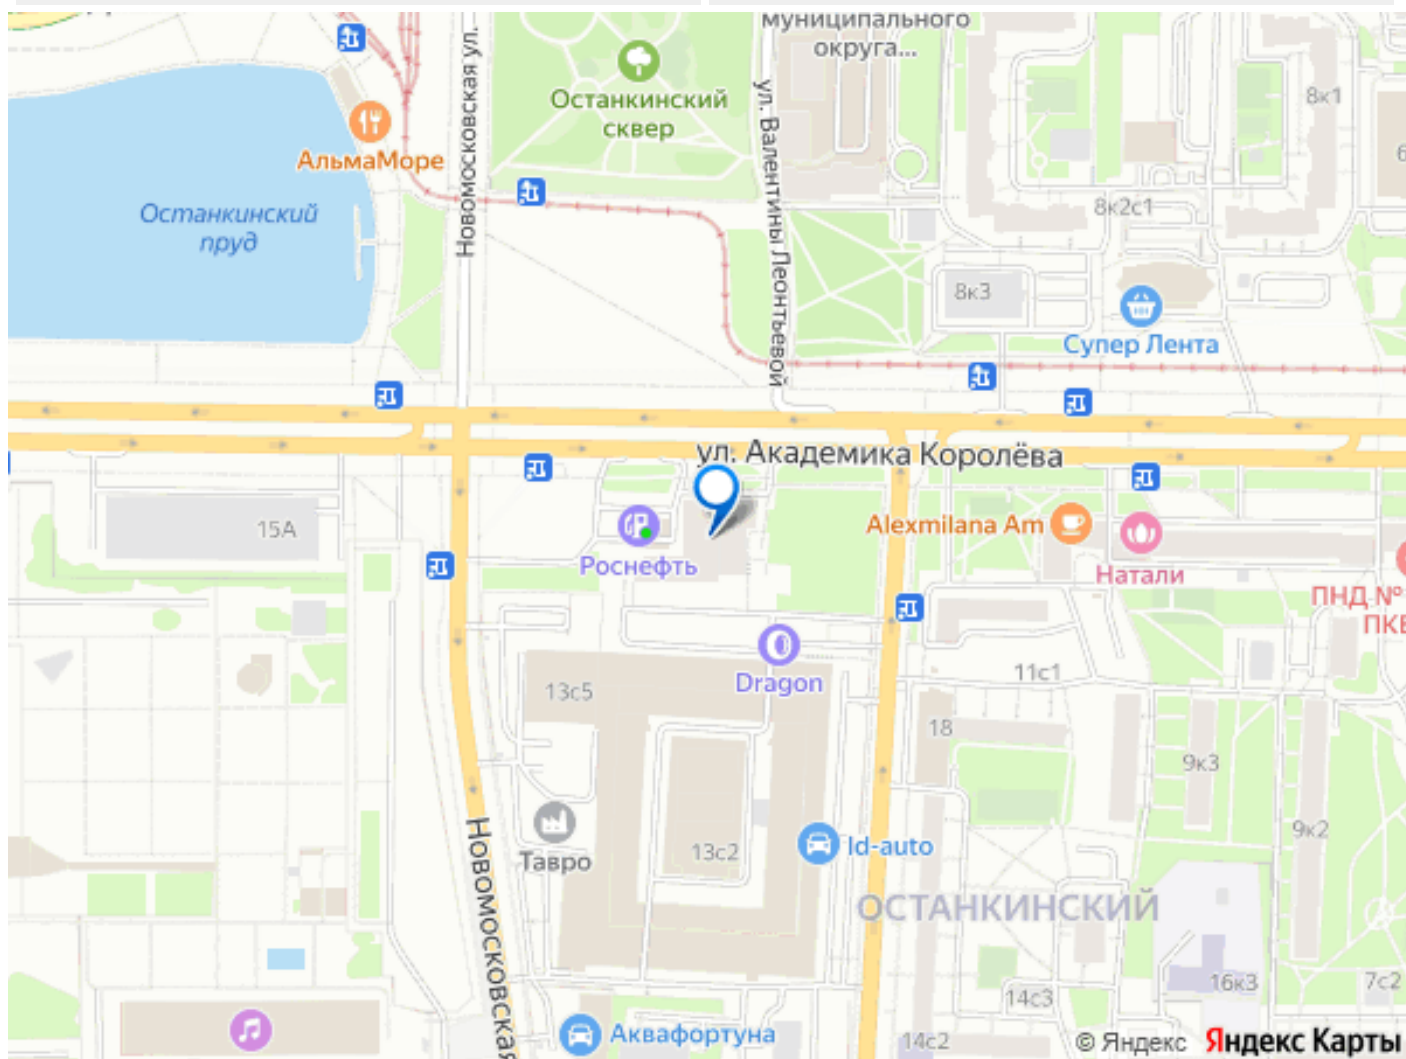 муниципального
округа...
Новомосковская ул.
Останкинский
сквер
ул. Валентины Леонтьевой
8к1
АльмаМоре
Останкинский
пруд
8к2с1
8к3
Супер Лента
ул. Академика Королёва
15А
Роснефть
Alexmilana Am
Натали
ПНД №
ПКБ
Dragon
13с5
11с1
18
9к3
9к2
Тавро
13с2
Id-auto
Новомосковская
ОСТАНКИНСКИЙ
16к3
7с2
14с3
14с2
Аквафортуна
© Яндекс Яндекс Карты